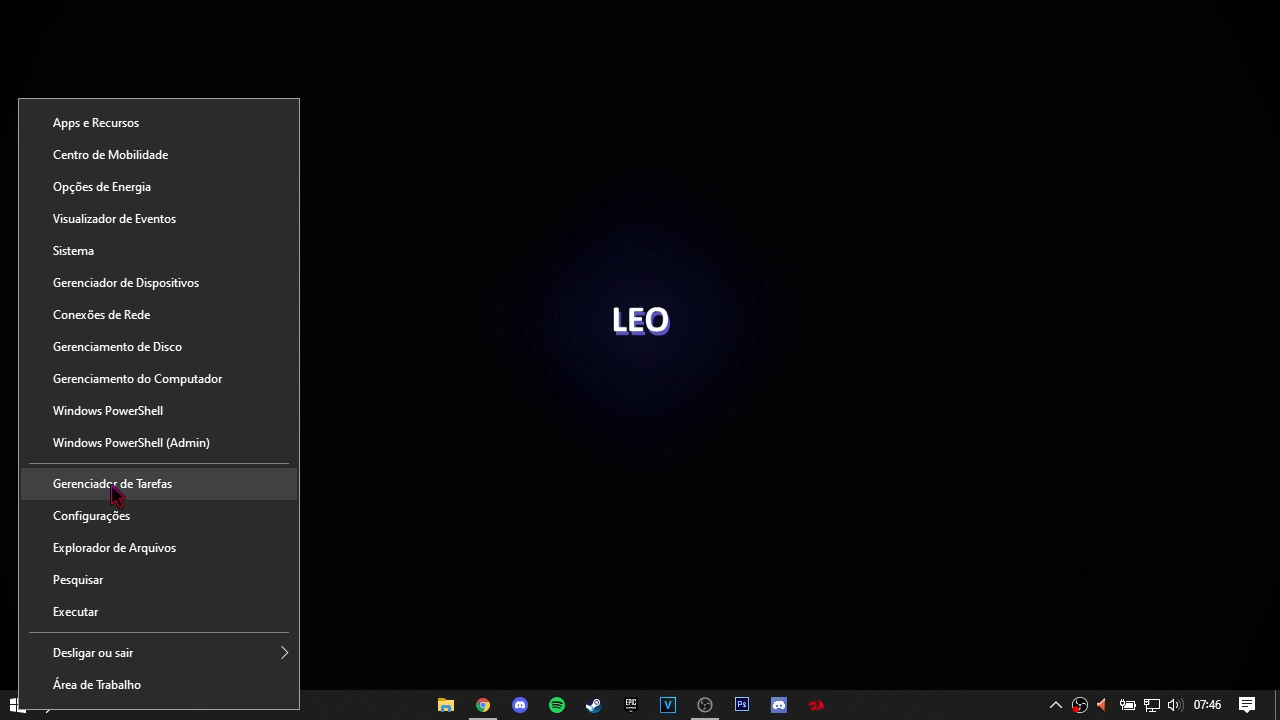 Apps e Recursos
Centro de Mobilidade
Opções de Energia
Visualizador de Eventos
Sistema
Gerenciador de Dispositivos
Conexões de Rede
Gerenciamento de Disco
Gerenciamento do Computador
Windows PowerShell
Windows PowerShell (Admin)
Gerenciador de Tarefas
Configurações
Explorador de Arquivos
Pesquisar
Executar
Desligar ou sair
Área de Trabalho
LEO
EPIC
V
Ps
07:46